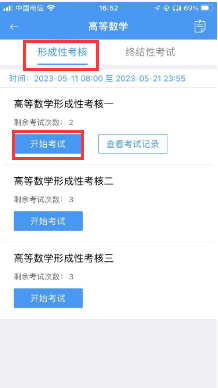 中国电信 16:52 69%
高等数学
形成性考核 终结性考试
时间：2023-05-11 08:00 至 2023-05-21 23:55
高等数学形成性考核一
剩余考试次数： 2
开始考试 查看考试记录
高等数学形成性考核二
剩余考试次数： 3
开始考试
高等数学形成性考核三
剩余考试次数： 3
开始考试